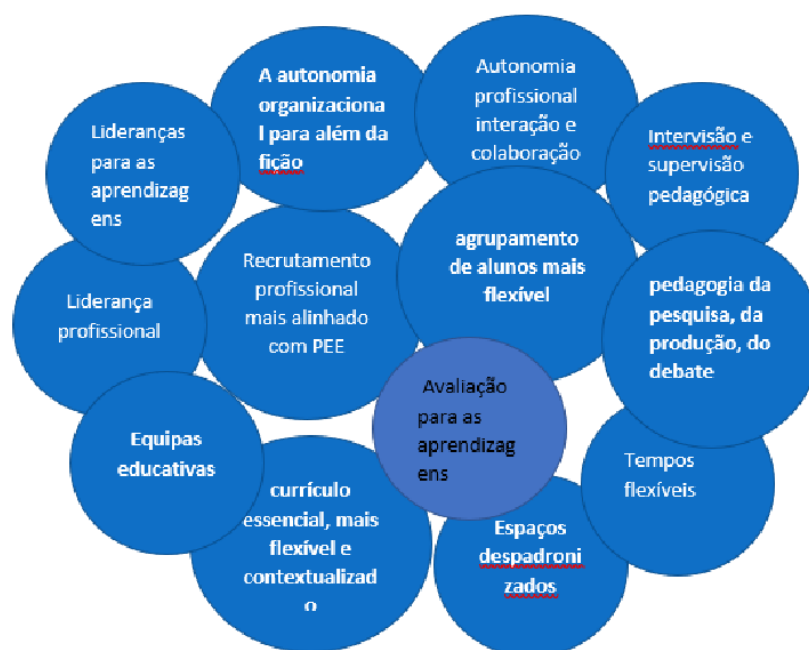 A autonomia
organizaciona
l para além da
fição
Autonomia
profissional
interação e
colaboração
Lideranças
para as
aprendizag
ens
Intervisão e
supervisão
pedagógica
Recrutamento
profissional
mais alinhado
com PEE
agrupamento
de alunos mais
flexível
Liderança
profissional
pedagogia da
pesquisa, da
produção, do
debate
Avaliação
para as
aprendizag
ens
Equipas
educativas
Tempos
flexíveis
currículo
essencial, mais
flexível e
contextualizad
o
Espaços
despadroni
zados